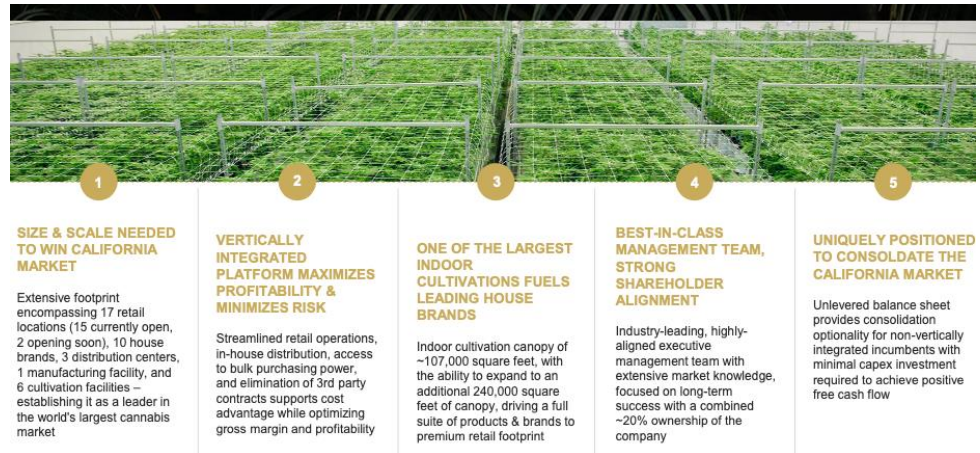 1
SIZE & SCALE NEEDED
TO WIN CALIFORNIA
MARKET
Extensive footprint
encompassing 17 retail
locations (15 currently open,
2 opening soon), 10 house
brands, 3 distribution centers,
1 manufacturing facility, and
6 cultivation facilities –
establishing it as a leader in
the world's largest cannabis
market
2
VERTICALLY
INTEGRATED
PLATFORM MAXIMIZES
PROFITABILITY &
MINIMIZES RISK
Streamlined retail operations,
in-house distribution, access
to bulk purchasing power,
and elimination of 3rd party
contracts supports cost
advantage while optimizing
gross margin and profitability
3
ONE OF THE LARGEST
INDOOR
CULTIVATIONS FUELS
LEADING HOUSE
BRANDS
Indoor cultivation canopy of
~107,000 square feet, with
the ability to expand to an
additional 240,000 square
feet of canopy, driving a full
suite of products & brands to
premium retail footprint
4
BEST-IN-CLASS
MANAGEMENT TEAM,
STRONG
SHAREHOLDER
ALIGNMENT
Industry-leading, highly-
aligned executive
management team with
extensive market knowledge,
focused on long-term
success with a combined
~20% ownership of the
company
5
UNIQUELY POSITIONED
TO CONSOLDATE THE
CALIFORNIA MARKET
Unlevered balance sheet
provides consolidation
optionality for non-vertically
integrated incumbents with
minimal capex investment
required to achieve positive
free cash flow